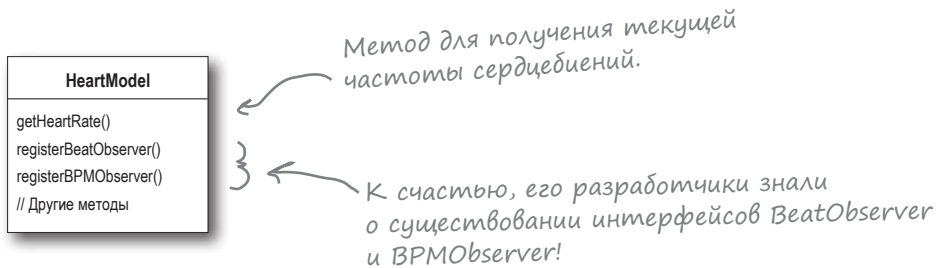 Метод для получения текущей
частоты сердцебиений.
HeartModel
getHeartRate()
registerBeatObserver()
registerBPMObserver()
// Другие методы
К счастью, его разработчики знали
о существовании интерфейсов BeatObserver
и BPMObserver!